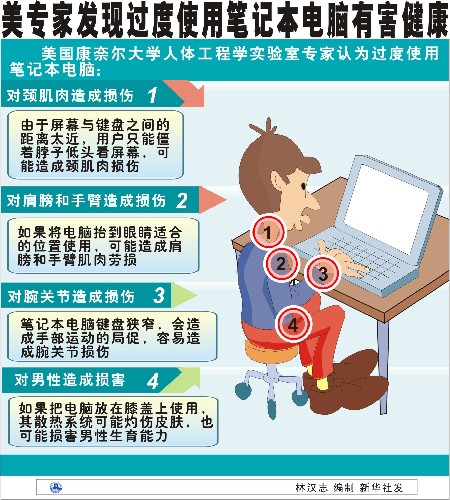 美专家发现过度使用笔记本电脑有害健康
美国康奈尔大学人体工程学实验室专家认为过度使用
笔记本电脑：
对颈肌肉造成损伤 1
由于屏幕与键盘之间的
距离太近，用户只能僵
着脖子低头看屏幕，可
能造成颈肌肉损伤
对肩膀和手臂造成损伤 2
如果将电脑抬到眼睛适合
的位置使用，可能造成肩
膀和手臂肌肉劳损
对腕关节造成损伤 3
笔记本电脑键盘狭窄，会造
成手部运动的局促，容易造
成腕关节损伤
对男性造成损害 4
如果把电脑放在膝盖上使用，
其散热系统可能灼伤皮肤，也
可能损害男性生育能力
1
2
3
4
林汉志 编制 新华社发